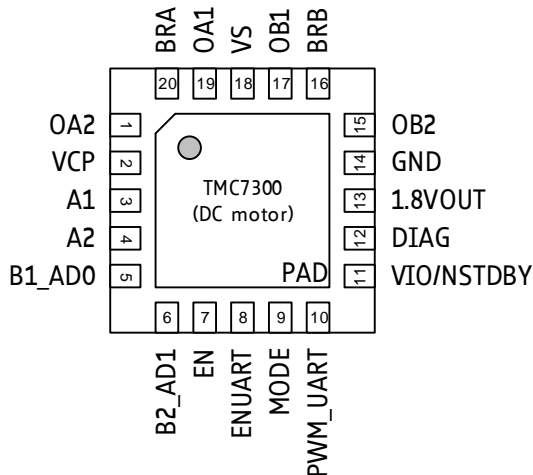 BRA
OA1
VS
OB1
BRB
20
19
18
17
16
OA2
1
15
OB2
VCP
2
14
GND
A1
3
TMC7300
13
1.8VOUT
A2
4
(DC motor)
12
DIAG
B1_AD0
5
PAD
11
VIO/NSTDBY
6
7
8
9
10
B2_AD1
EN
ENUART
MODE
PWM_UART